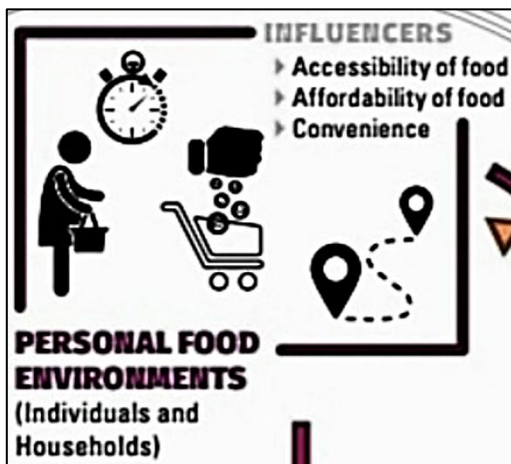 INFLUENCERS
Accessibility of food
Affordability of food
Convenience
PERSONAL FOOD
ENVIRONMENTS
(Individuals and
Households)